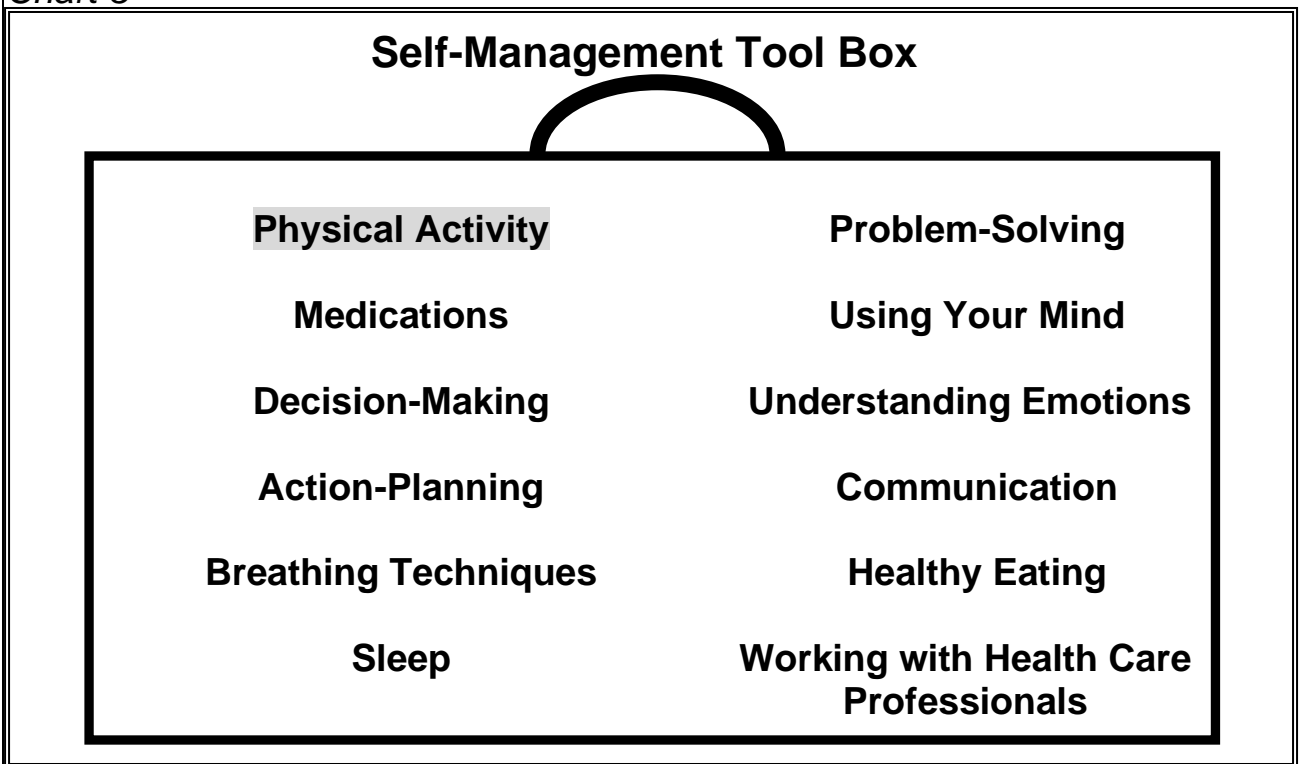 Self-Management Tool Box
Physical Activity
Problem-Solving
Medications
Using Your Mind
Decision-Making
Understanding Emotions
Action-Planning
Communication
Breathing Techniques
Healthy Eating
Sleep
Working with Health Care
Professionals